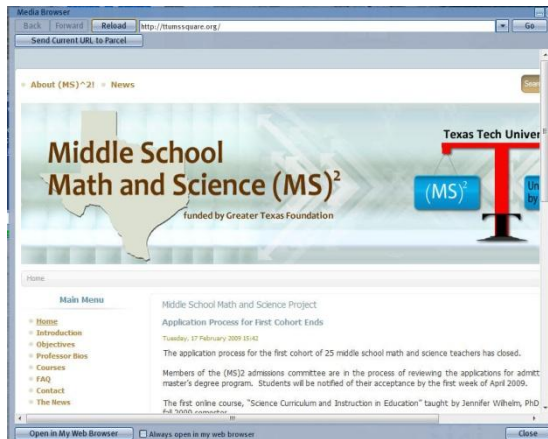 Media Browser
Back Forward Reload http://ttumssquare.org/ Go
Send Current URL to Parcel
About (MS)^2! News
Texas Tech Univer
Middle School
Math and Science (MS)²
funded by Greater Texas Foundation
(MS)²
Un
by
Home
Main Menu
Home
Introduction
Objectives
Professor Bios
Courses
FAQ
Contact
The News
Middle School Math and Science Project
Application Process for First Cohort Ends
Tuesday, 17 February 2009 15:42
The application process for the first cohort of 25 middle school math and science teachers has closed.
Members of the (MS)2 admissions committee are in the process of reviewing the applications for admitt
master's degree program. Students will be notified of their acceptance by the first week of April 2009.
The first online course, "Science Curriculum and Instruction in Education" taught by Jennifer Wilhelm, PhD
fall 2009 semester
Open in My Web Browser Always open in my web browser Close